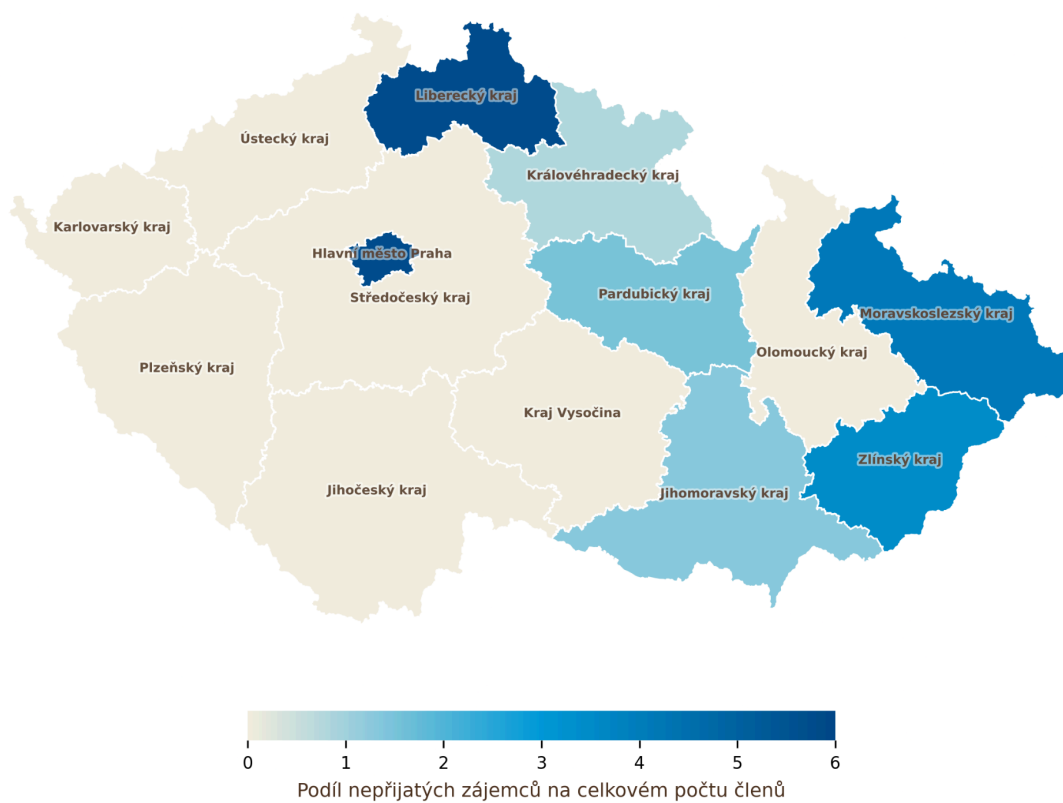 Liberecký kraj
Ústecký kraj
Královéhradecký kraj
Karlovarský kraj
Hlavní město Praha
Středočeský kraj
Pardubický kraj
Moravskoslezský kraj
Olomoucký kraj
Plzeňský kraj
Kraj Vysočina
Zlínský kraj
Jihočeský kraj
Jihomoravský kraj
0 1 2 3 4 5 6
Podíl nepřijatých zájemců na celkovém počtu členů